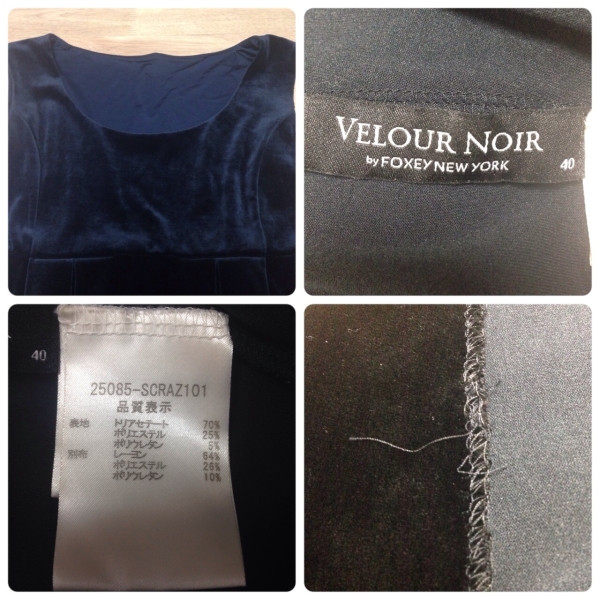 VELOUR NOIR
by FOXEY NEW YORK
40
40
25085-SCRAZ101
品質表示
表地 トリアセテート 70%
ポリエステル 25%
ポリウレタン 5%
別布 レーヨン 64%
ポリエステル 26%
ポリウレタン 10%